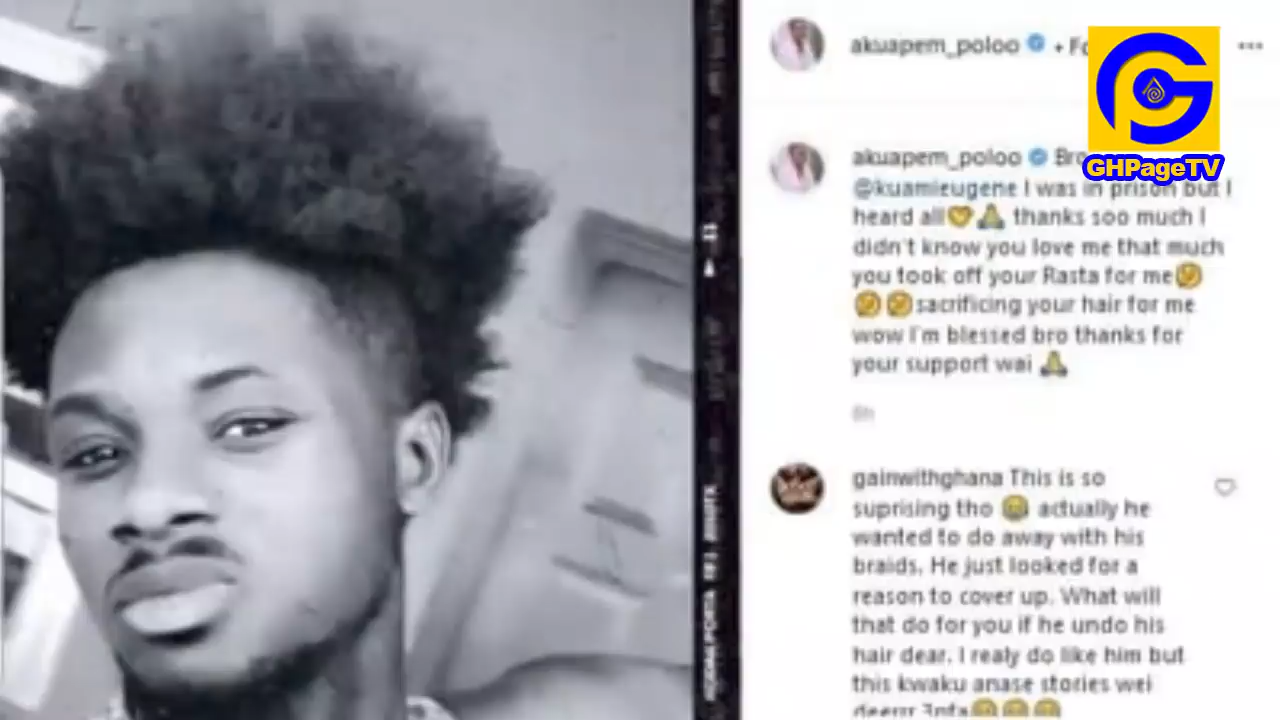 akuapem_poloo • Fo
GHPageTV
akuapem_poloo Bro
@kuamieugene I was in prison but I
heard all💛🙏 thanks soo much I
didn't know you love me that much
you took off your Rasta for me🤣
🤣🤣sacrificing your hair for me
wow I'm blessed bro thanks for
your support wai 🙏
gainwithghana This is so
suprising tho 😂 actually he
wanted to do away with his
braids. He just looked for a
reason to cover up. What will
that do for you if he undo his
hair dear. I realy do like him but
this kwaku anase stories wei